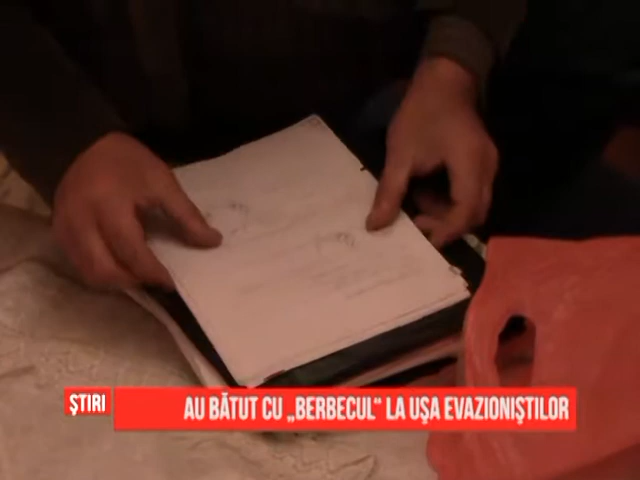 ŞTIRI
AU BĂTUT CU „BERBECUL“ LA UŞA EVAZIONIŞTILOR